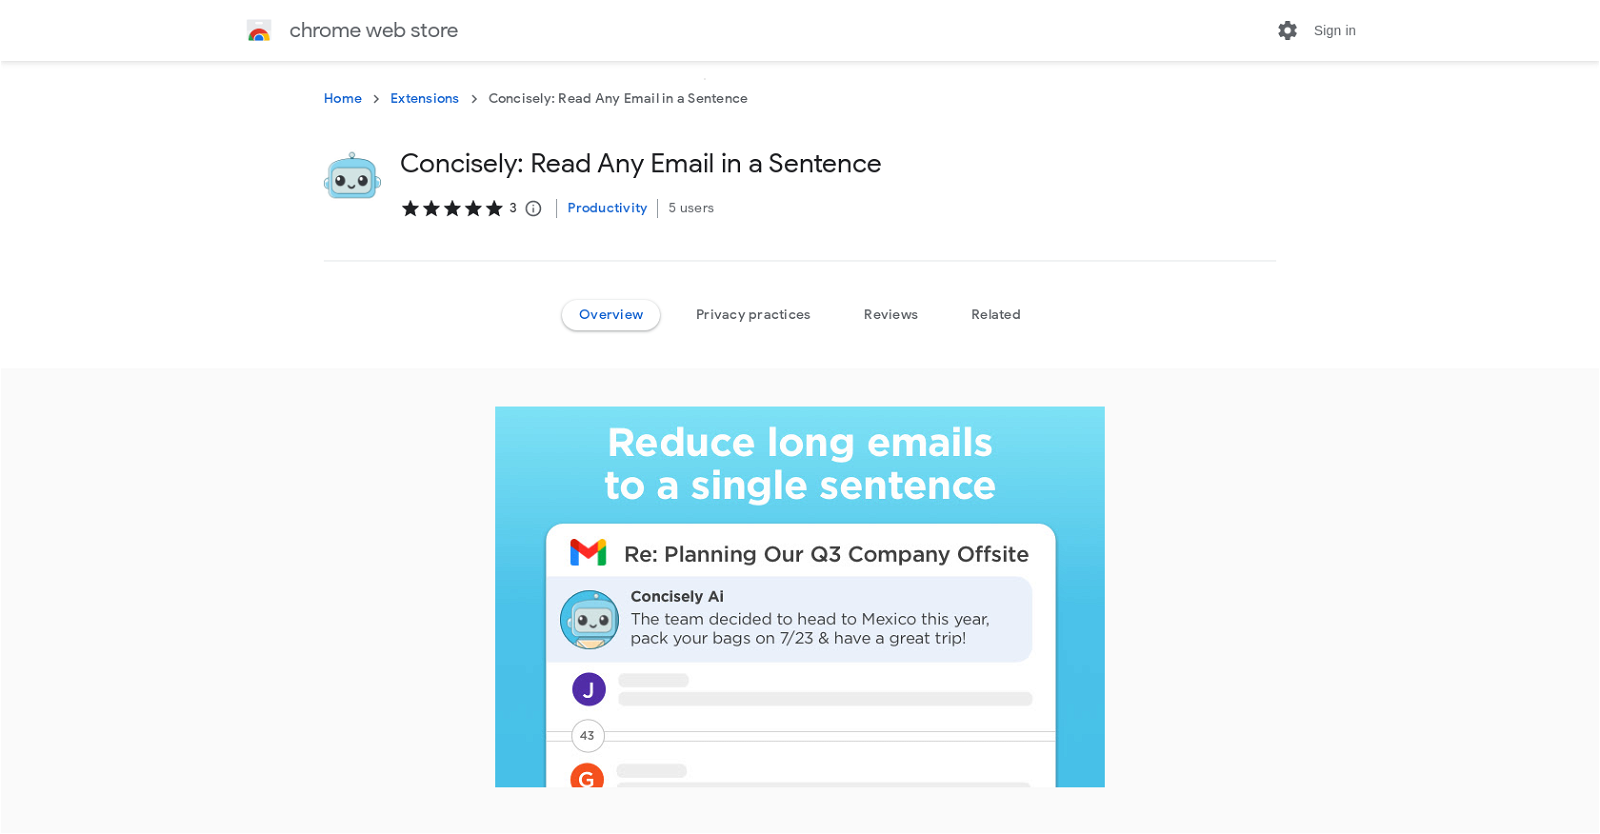 chrome web store
Sign in
Home > Extensions > Concisely: Read Any Email in a Sentence
Concisely: Read Any Email in a Sentence
3
Productivity
5 users
Overview
Privacy practices
Reviews
Related
Reduce long emails
to a single sentence
Re: Planning Our Q3 Company Offsite
Concisely Ai
The team decided to head to Mexico this year,
pack your bags on 7/23 & have a great trip!
J
43
G